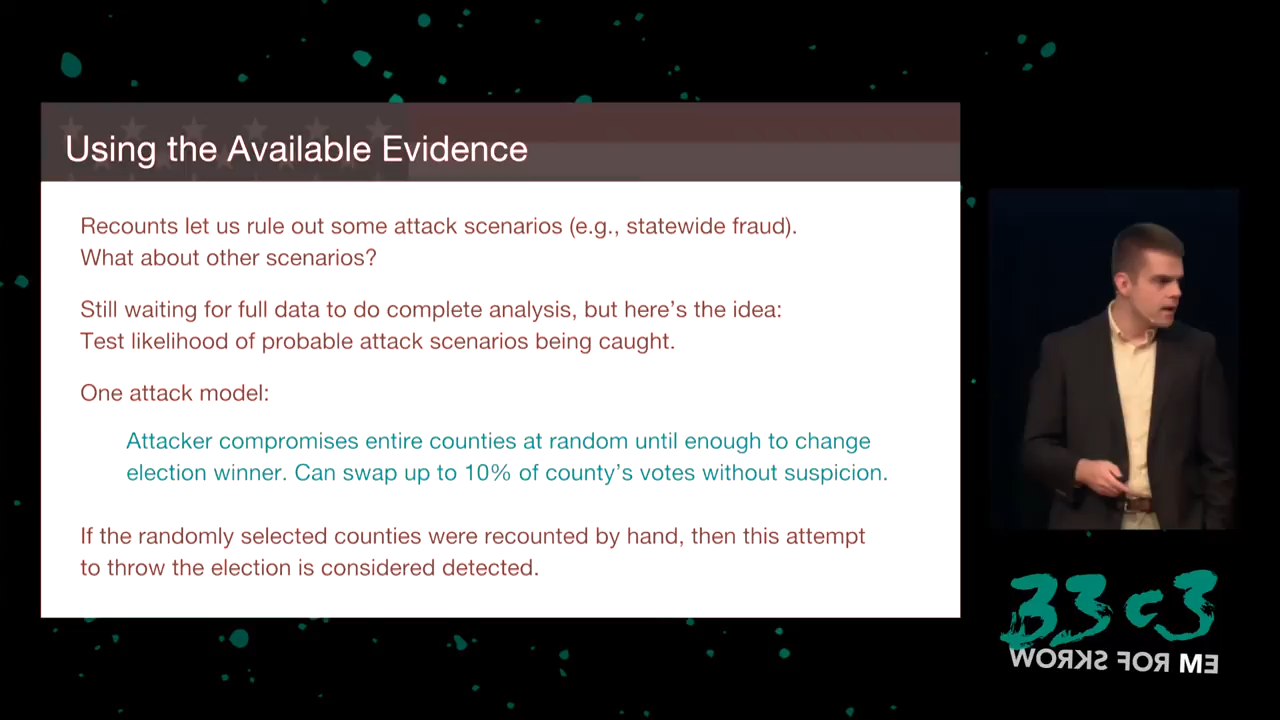 Using the Available Evidence
Recounts let us rule out some attack scenarios (e.g., statewide fraud).
What about other scenarios?
Still waiting for full data to do complete analysis, but here's the idea:
Test likelihood of probable attack scenarios being caught.
One attack model:
Attacker compromises entire counties at random until enough to change
election winner. Can swap up to 10% of county's votes without suspicion.
If the randomly selected counties were recounted by hand, then this attempt
to throw the election is considered detected.
33c3
WORKS FOR ME